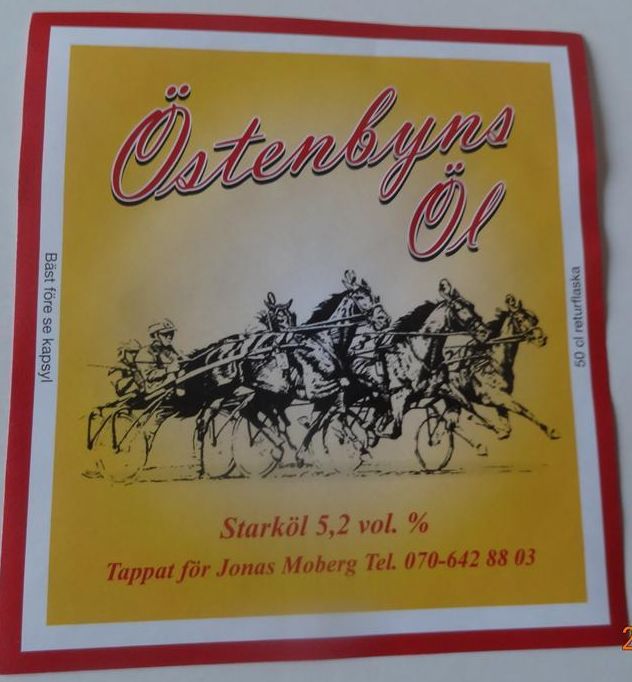 Östenbyns
Öl
Bäst före se kapsyl
50 cl returflaska
Starköl 5,2 vol. %
Tappat för Jonas Moberg Tel. 070-642 88 03
2